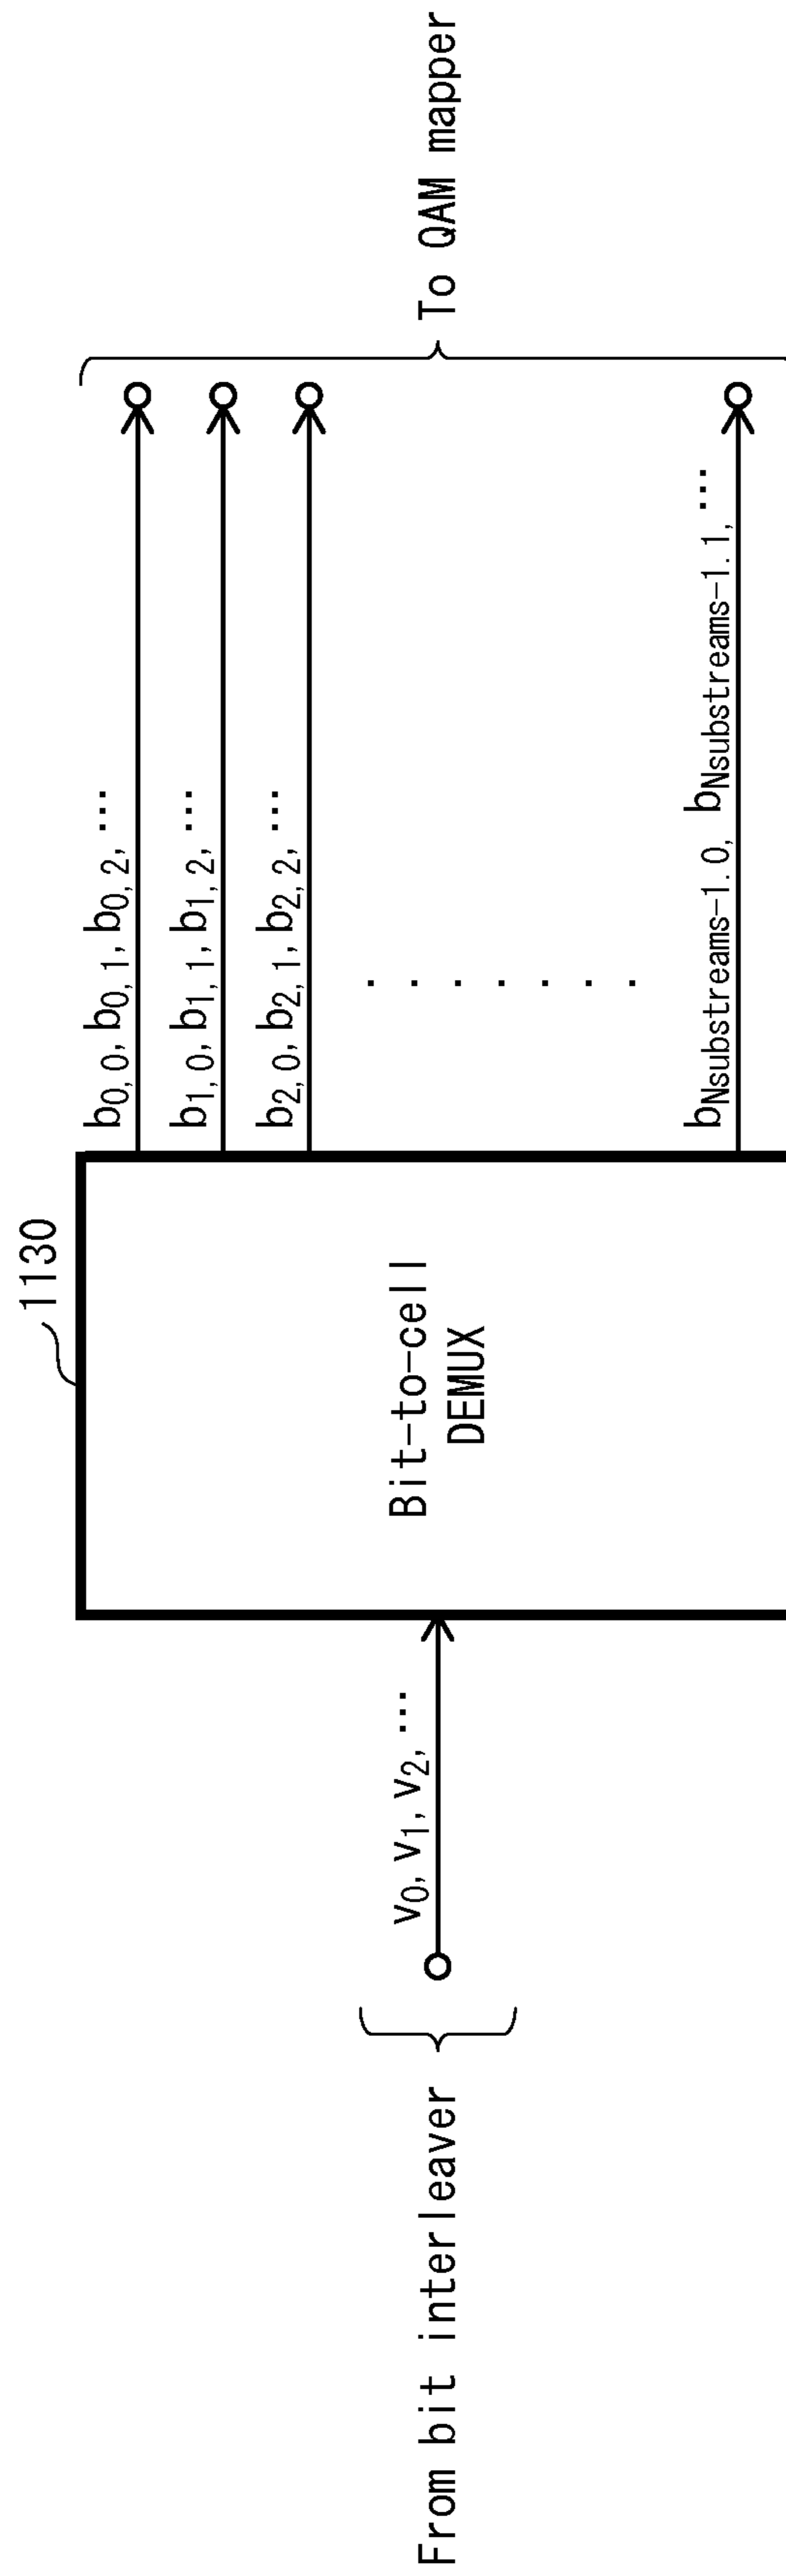 1130
From bit interleaver
v0, v1, v2, ...
Bit-to-cell
DEMUX
b0,0, b0,1, b0,2, ...
b1,0, b1,1, b1,2, ...
b2,0, b2,1, b2,2, ...
.......
bNsubstreams-1.0, bNsubstreams-1.1, ...
To QAM mapper